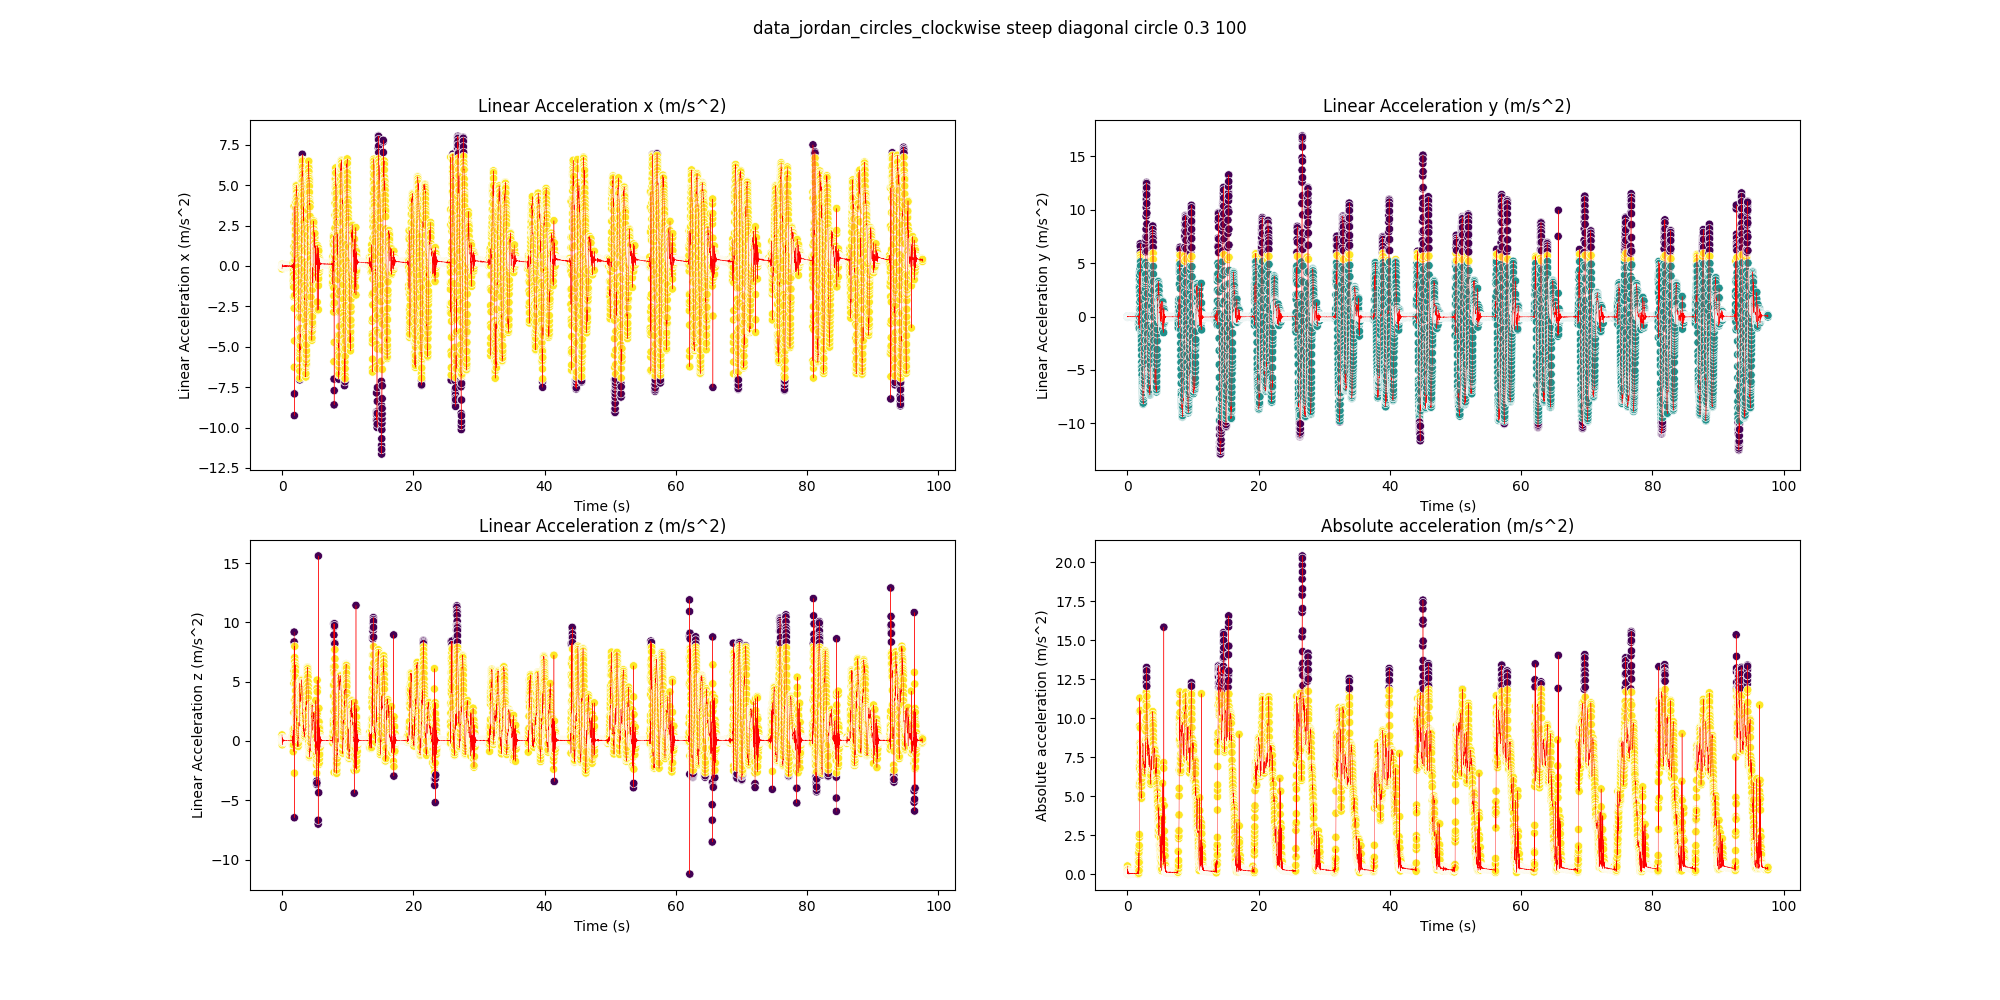 data_jordan_circles_clockwise steep diagonal circle 0.3 100
Linear Acceleration x (m/s^2)
Linear Acceleration x (m/s^2)
7.5
5.0
2.5
0.0
−2.5
−5.0
−7.5
−10.0
−12.5
0 20 40 60 80 100
Time (s)
Linear Acceleration y (m/s^2)
Linear Acceleration y (m/s^2)
15
10
5
0
−5
−10
0 20 40 60 80 100
Time (s)
Linear Acceleration z (m/s^2)
Linear Acceleration z (m/s^2)
15
10
5
0
−5
−10
0 20 40 60 80 100
Time (s)
Absolute acceleration (m/s^2)
Absolute acceleration (m/s^2)
20.0
17.5
15.0
12.5
10.0
7.5
5.0
2.5
0.0
0 20 40 60 80 100
Time (s)